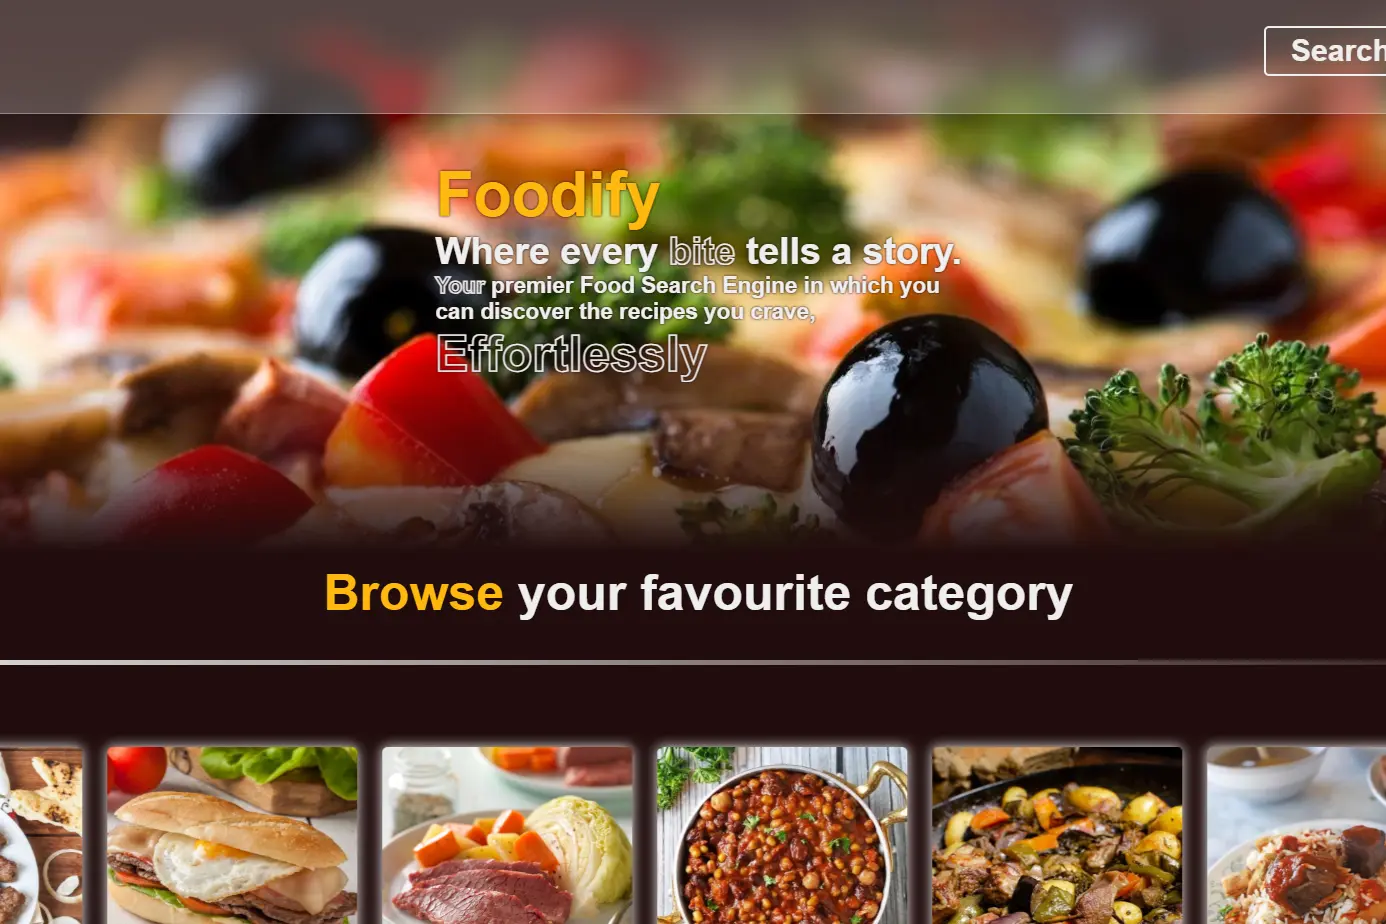 Search
Foodify
Where every bite tells a story.
Your premier Food Search Engine in which you
can discover the recipes you crave,
Effortlessly
Browse your favourite category